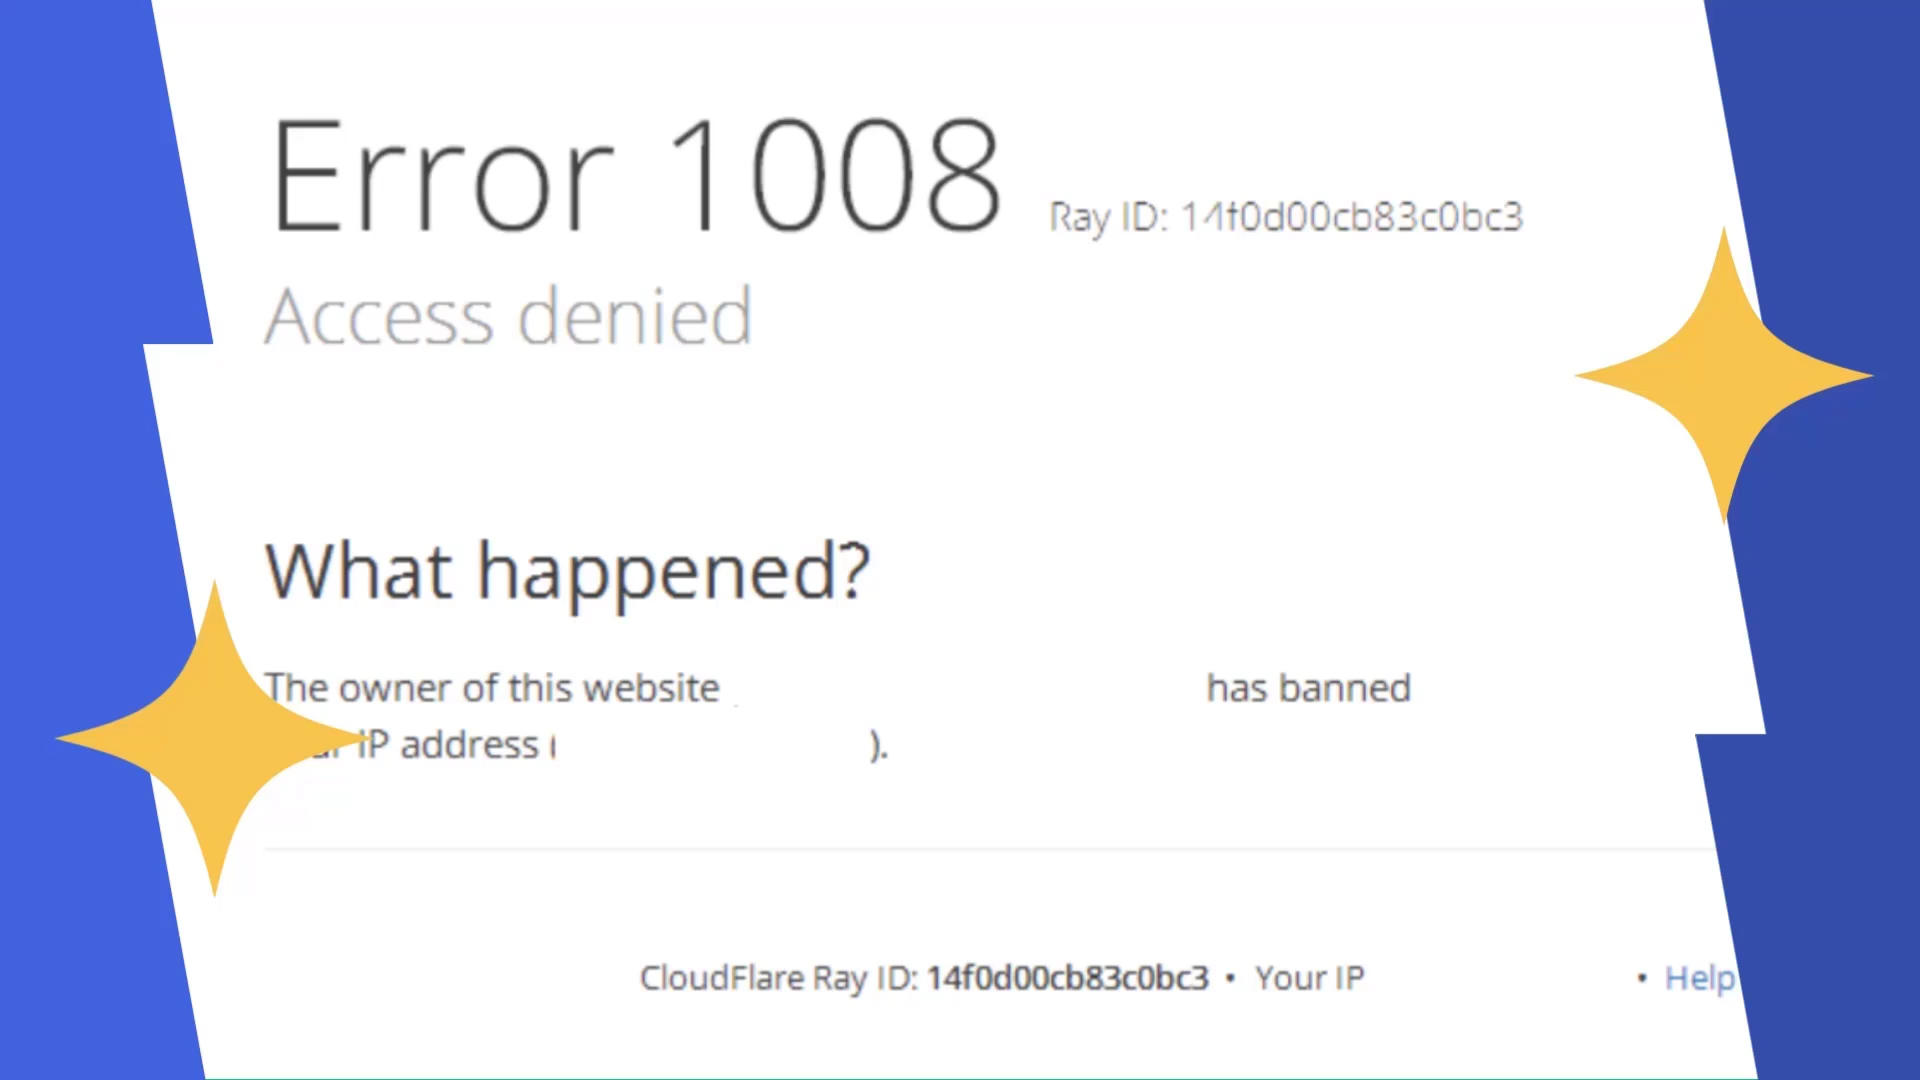 Error 1008 Ray ID: 14f0d00cb83c0bc3
Access denied
What happened?
The owner of this website has banned
IP address ( ).
CloudFlare Ray ID: 14f0d00cb83c0bc3 • Your IP • Help